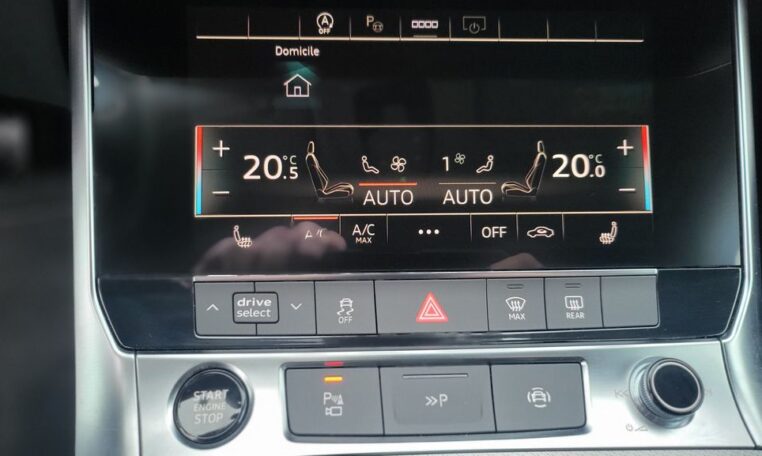 A OFF
P
Domicile
+ 20.5 °C 1 20.0 °C +
− AUTO AUTO −
A/C A/C MAX ••• OFF
drive select OFF MAX REAR
START ENGINE STOP P >>P